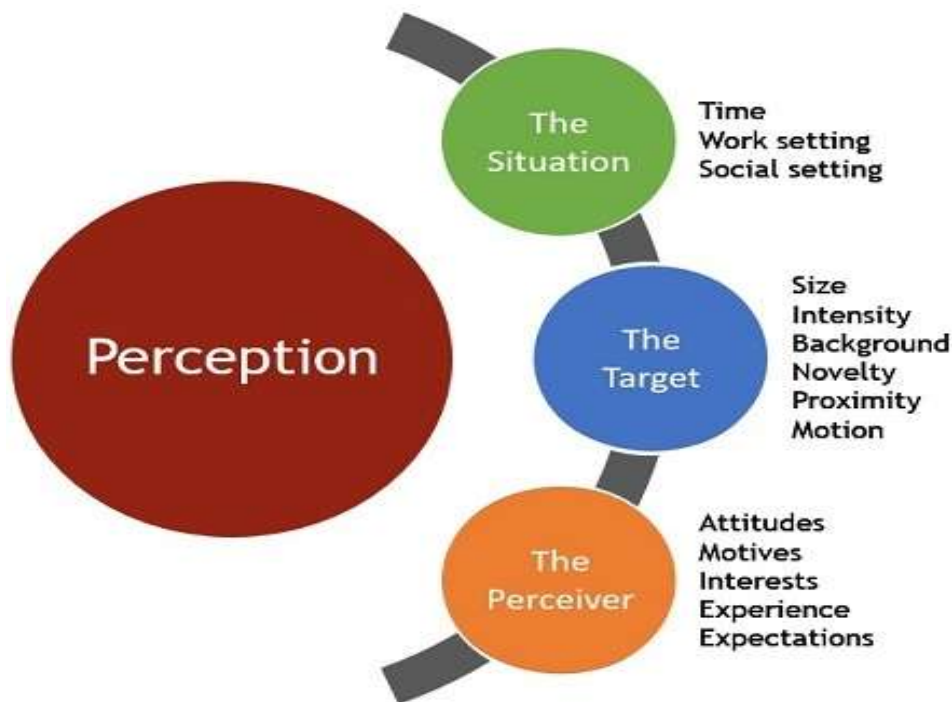 Perception
The
Situation
Time
Work setting
Social setting
The
Target
Size
Intensity
Background
Novelty
Proximity
Motion
The
Perceiver
Attitudes
Motives
Interests
Experience
Expectations